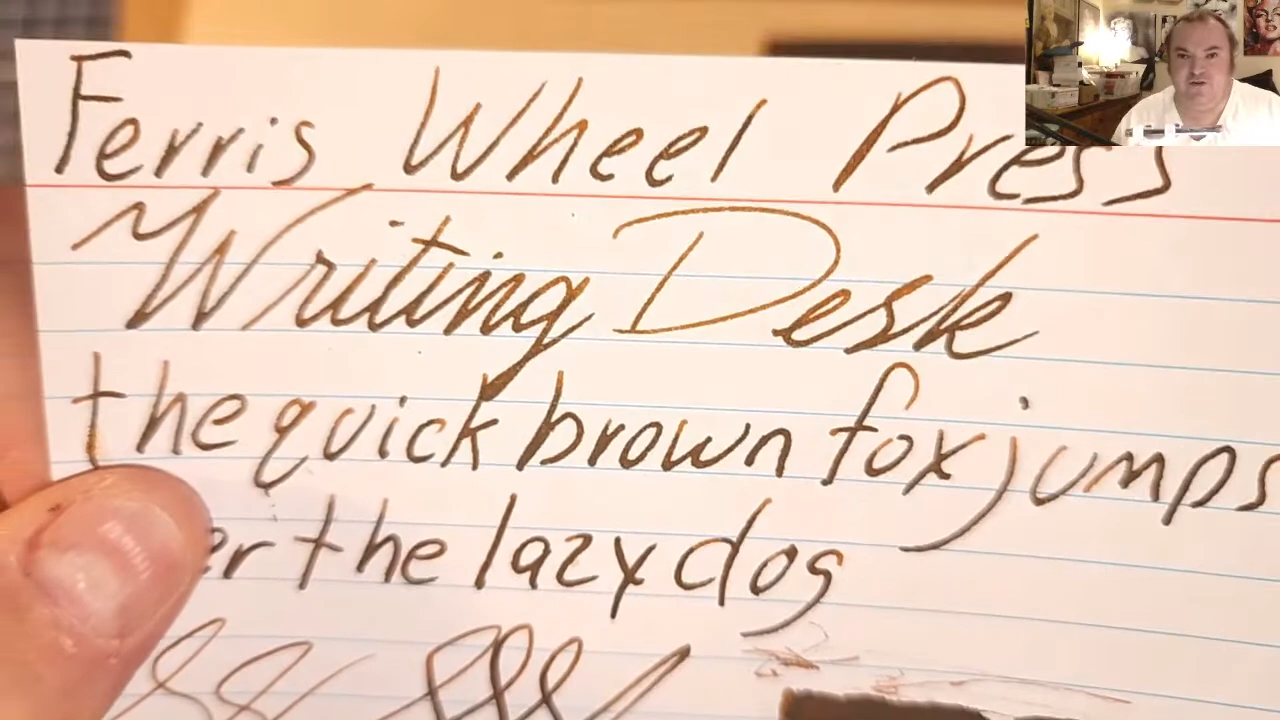 Ferris Wheel Press
Writing Desk
the quick brown fox jumps
er the lazy dog